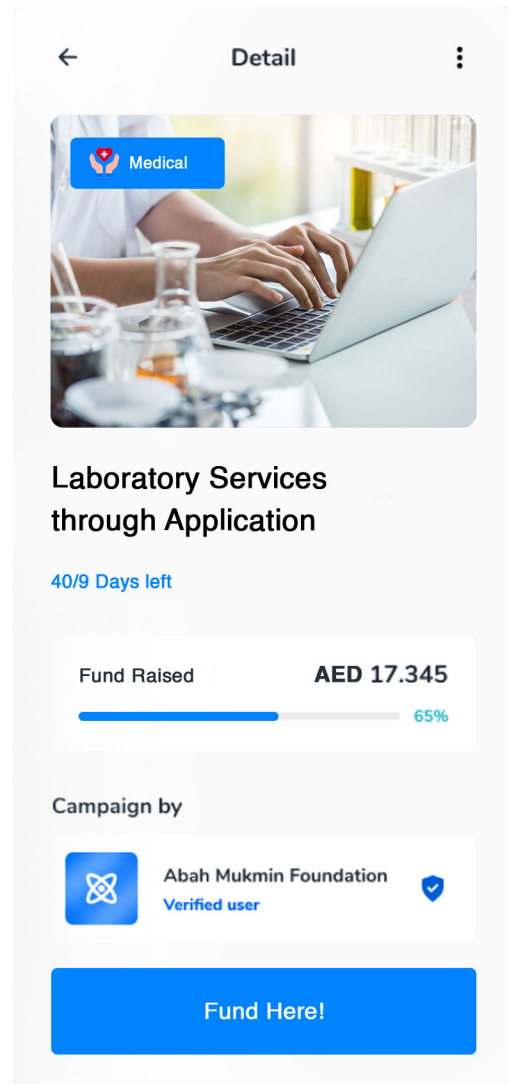 Detail
Medical
Laboratory Services
through Application
40/9 Days left
Fund Raised AED 17.345
65%
Campaign by
Abah Mukmin Foundation
Verified user
Fund Here!